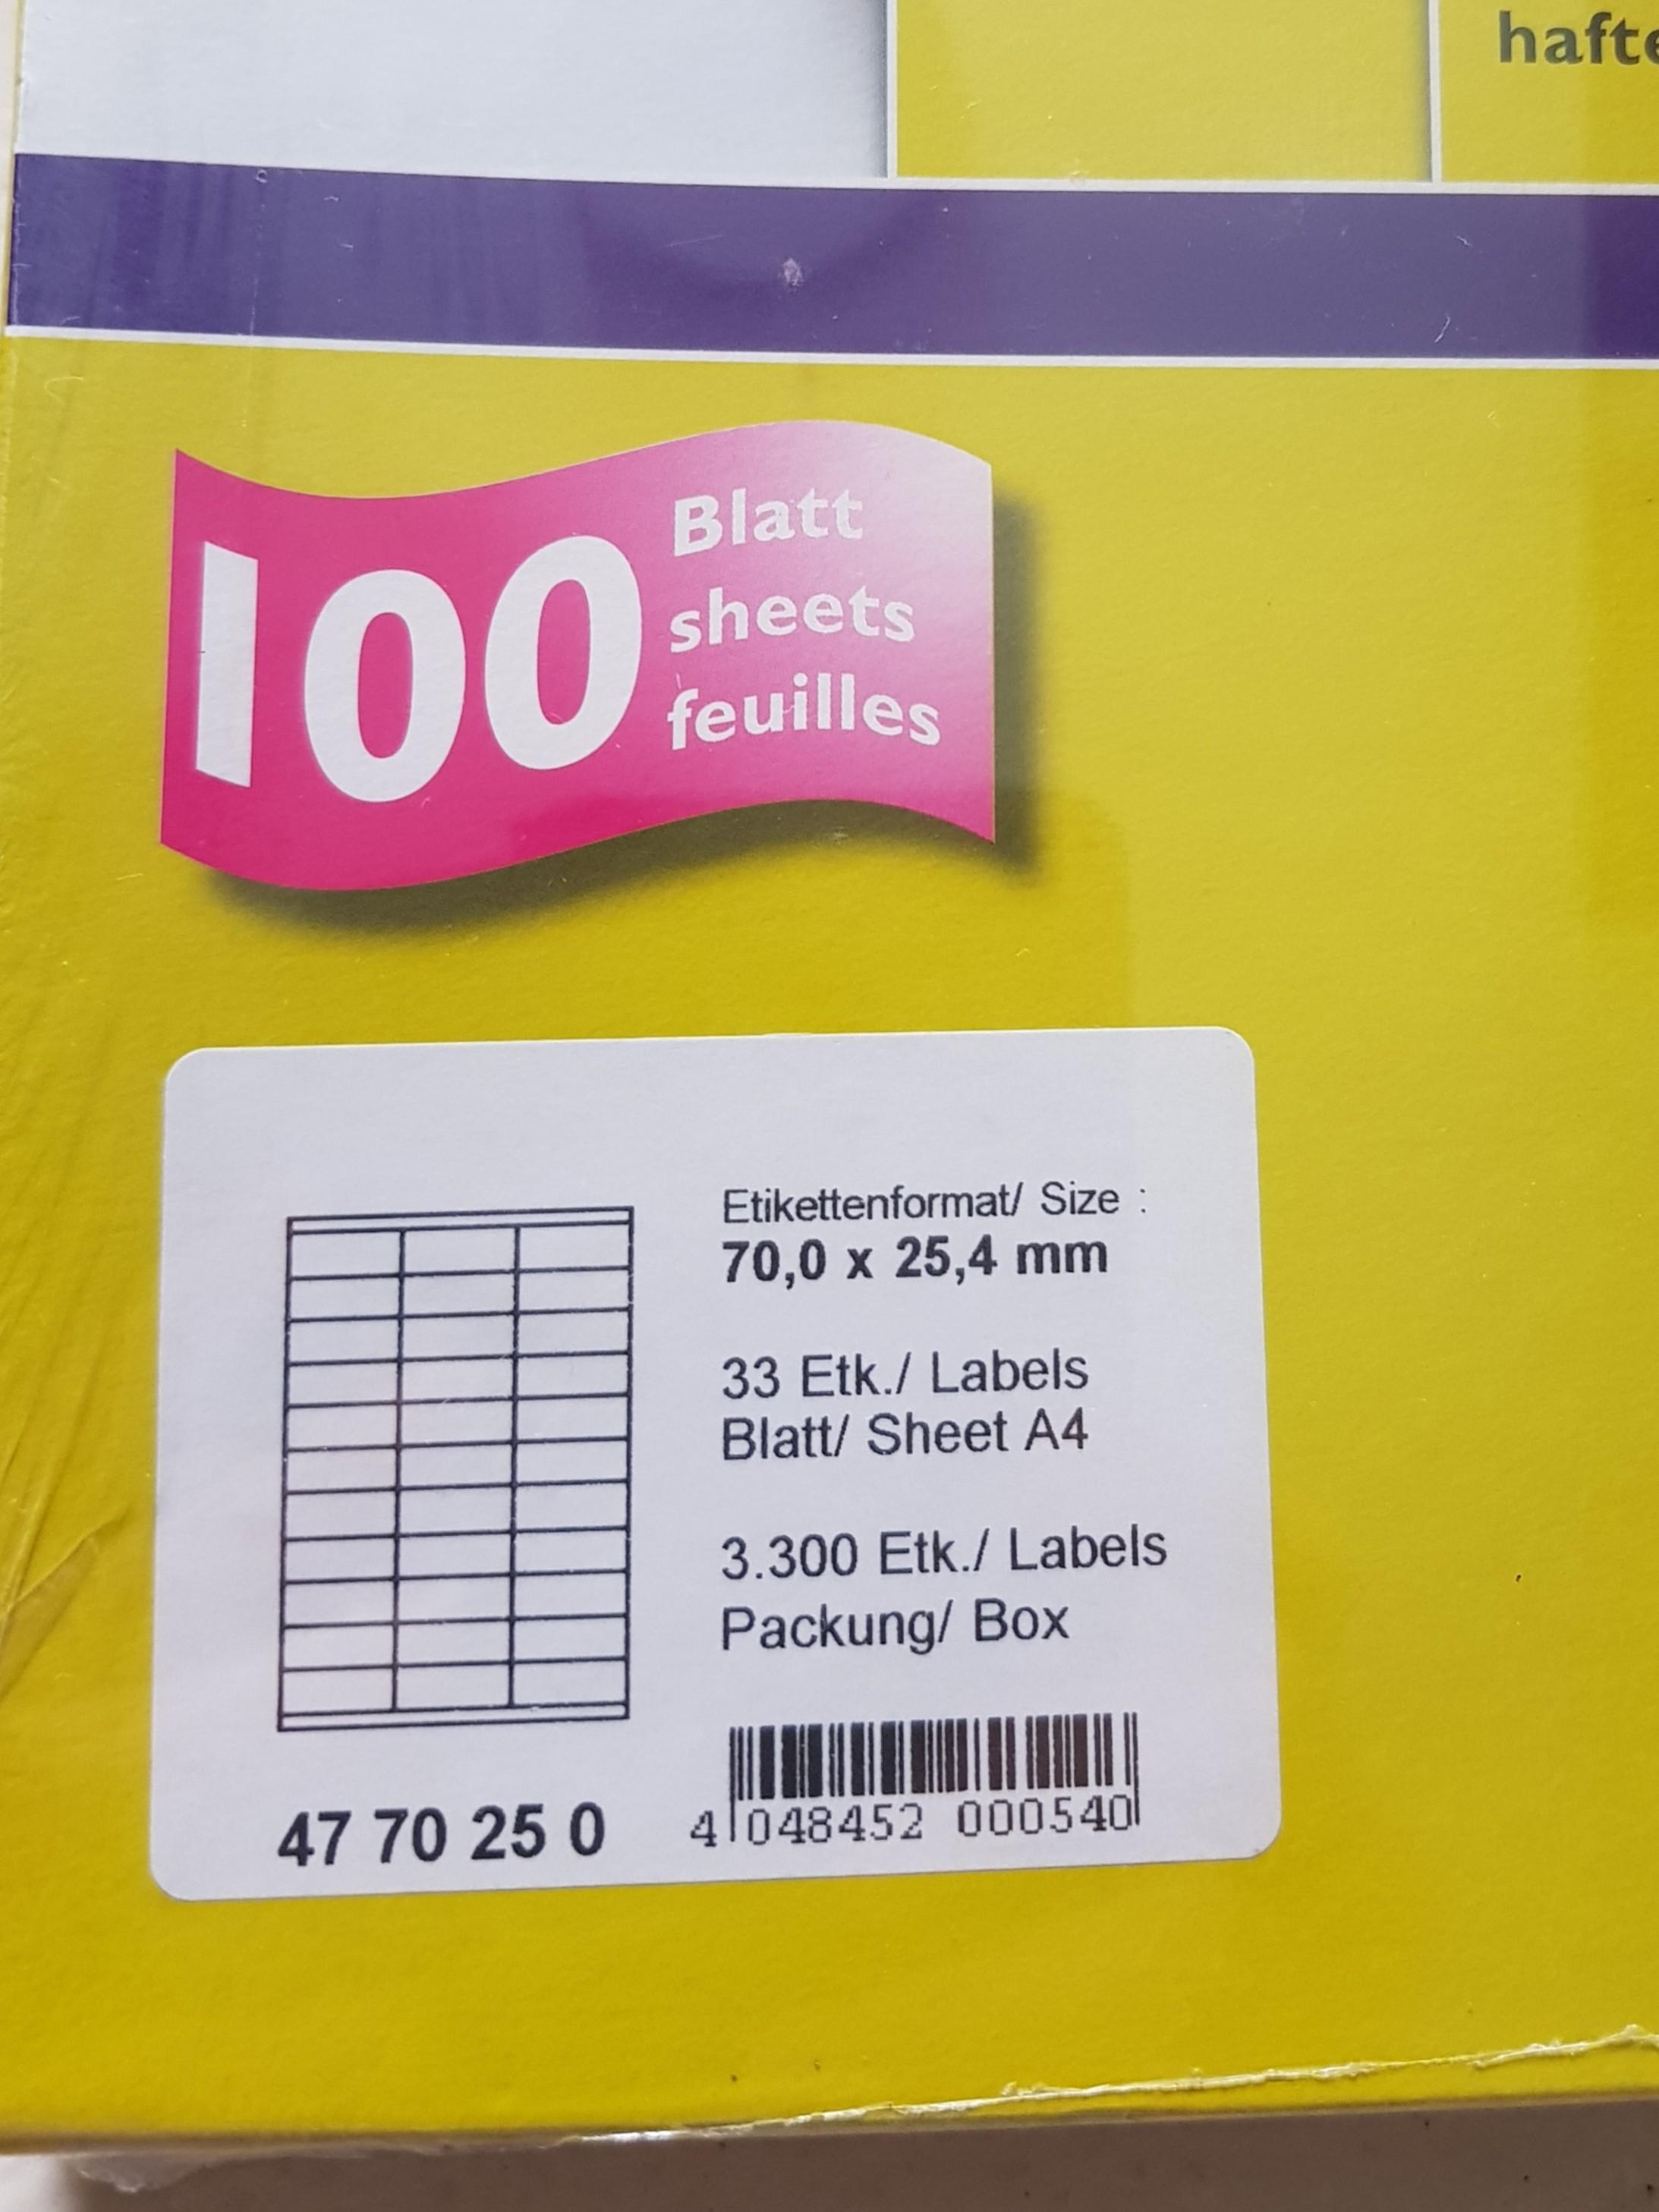 hafte
100
Blatt
sheets
feuilles
Etikettenformat/ Size :
70,0 x 25,4 mm
33 Etk./ Labels
Blatt/ Sheet A4
3.300 Etk./ Labels
Packung/ Box
47 70 25 0
4 048452 000540